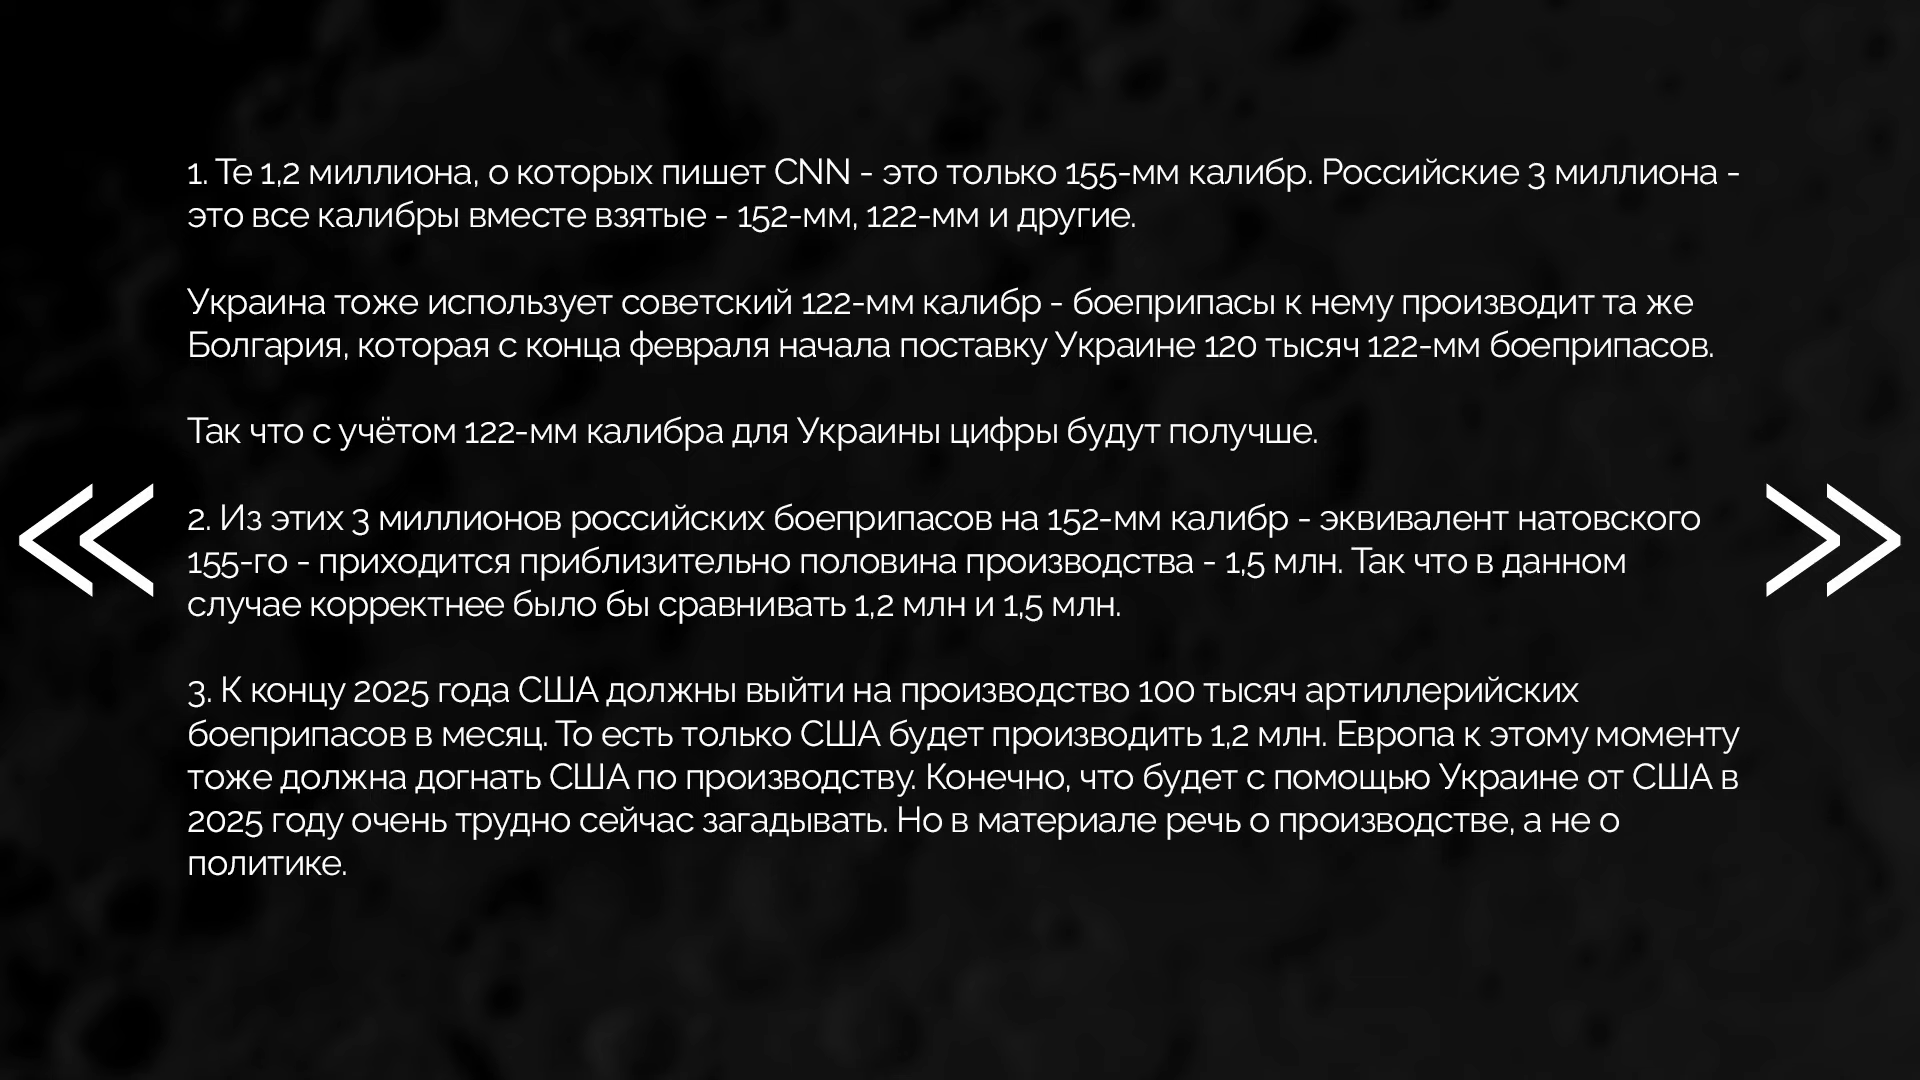 1. Те 1,2 миллиона, о которых пишет CNN - это только 155-мм калибр. Российские 3 миллиона -
это все калибры вместе взятые - 152-мм, 122-мм и другие.
Украина тоже использует советский 122-мм калибр - боеприпасы к нему производит та же
Болгария, которая с конца февраля начала поставку Украине 120 тысяч 122-мм боеприпасов.
Так что с учётом 122-мм калибра для Украины цифры будут получше.
«
»
2. Из этих 3 миллионов российских боеприпасов на 152-мм калибр - эквивалент натовского
155-го - приходится приблизительно половина производства - 1,5 млн. Так что в данном
случае корректнее было бы сравнивать 1,2 млн и 1,5 млн.
3. К концу 2025 года США должны выйти на производство 100 тысяч артиллерийских
боеприпасов в месяц. То есть только США будет производить 1,2 млн. Европа к этому моменту
тоже должна догнать США по производству. Конечно, что будет с помощью Украине от США в
2025 году очень трудно сейчас загадывать. Но в материале речь о производстве, а не о
политике.